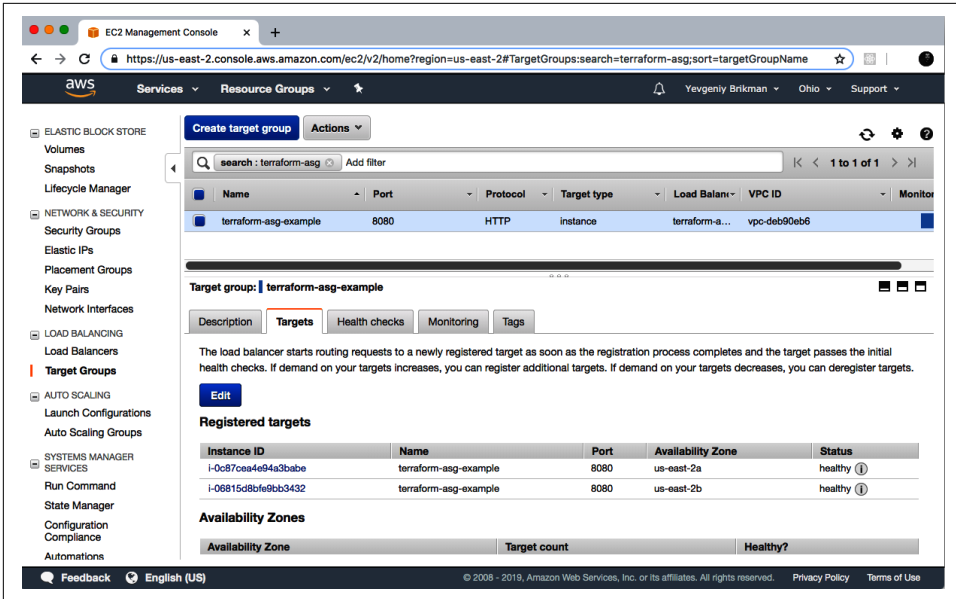 EC2 Management Console
https://us-east-2.console.aws.amazon.com/ec2/v2/home?region=us-east-2#TargetGroups:search=terraform-asg;sort=targetGroupName
aws
Services
Resource Groups
Yevgeniy Brikman
Ohio
Support
ELASTIC BLOCK STORE
Volumes
Snapshots
Lifecycle Manager
NETWORK & SECURITY
Security Groups
Elastic IPs
Placement Groups
Key Pairs
Network Interfaces
LOAD BALANCING
Load Balancers
Target Groups
AUTO SCALING
Launch Configurations
Auto Scaling Groups
SYSTEMS MANAGER
SERVICES
Run Command
State Manager
Configuration
Compliance
Automations
Create target group
Actions
search : terraform-asg
Add filter
1 to 1 of 1
Name Port Protocol Target type Load Balanc VPC ID Monitor
terraform-asg-example 8080 HTTP instance terraform-a... vpc-deb90eb6
Target group: terraform-asg-example
Description
Targets
Health checks
Monitoring
Tags
The load balancer starts routing requests to a newly registered target as soon as the registration process completes and the target passes the initial
health checks. If demand on your targets increases, you can register additional targets. If demand on your targets decreases, you can deregister targets.
Edit
Registered targets
Instance ID Name Port Availability Zone Status
i-0c87cea4e94a3babe terraform-asg-example 8080 us-east-2a healthy
i-06815d8bfe9bb3432 terraform-asg-example 8080 us-east-2b healthy
Availability Zones
Availability Zone Target count Healthy?
Feedback
English (US)
© 2008 - 2019, Amazon Web Services, Inc. or its affiliates. All rights reserved.
Privacy Policy
Terms of Use